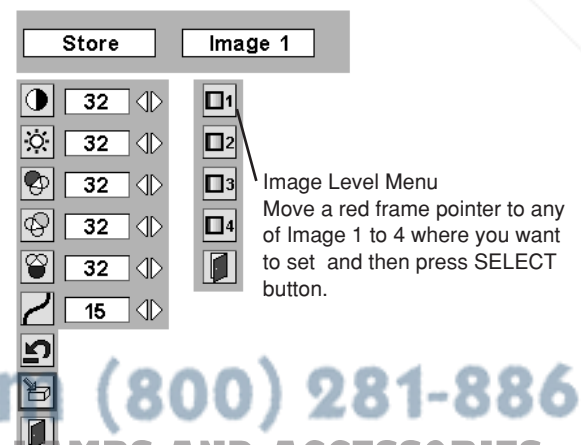 Store
Image 1
32
32
32
32
32
15
1
2
3
4
Image Level Menu
Move a red frame pointer to any
of Image 1 to 4 where you want
to set and then press SELECT
button.
(800) 281-886
AND ACCESSORIES